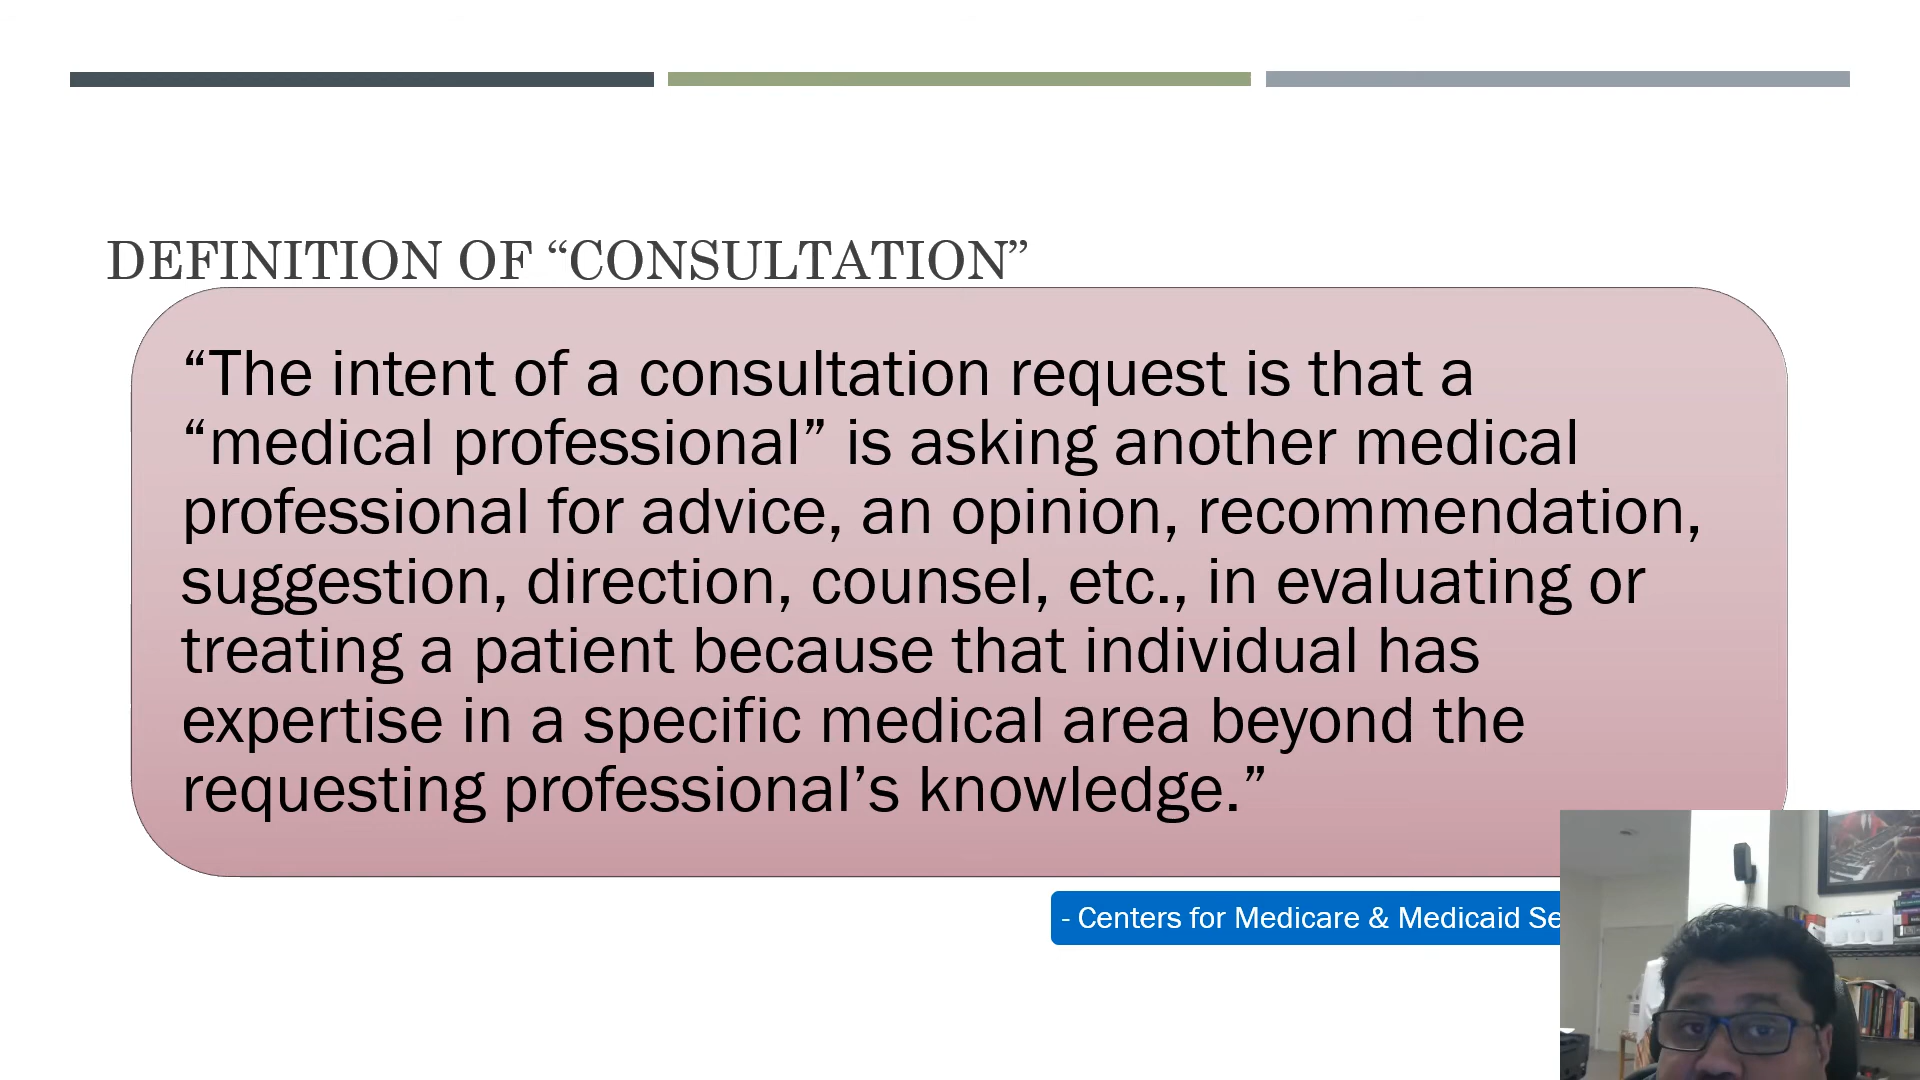 DEFINITION OF “CONSULTATION”
“The intent of a consultation request is that a
“medical professional” is asking another medical
professional for advice, an opinion, recommendation,
suggestion, direction, counsel, etc., in evaluating or
treating a patient because that individual has
expertise in a specific medical area beyond the
requesting professional’s knowledge.”
- Centers for Medicare & Medicaid